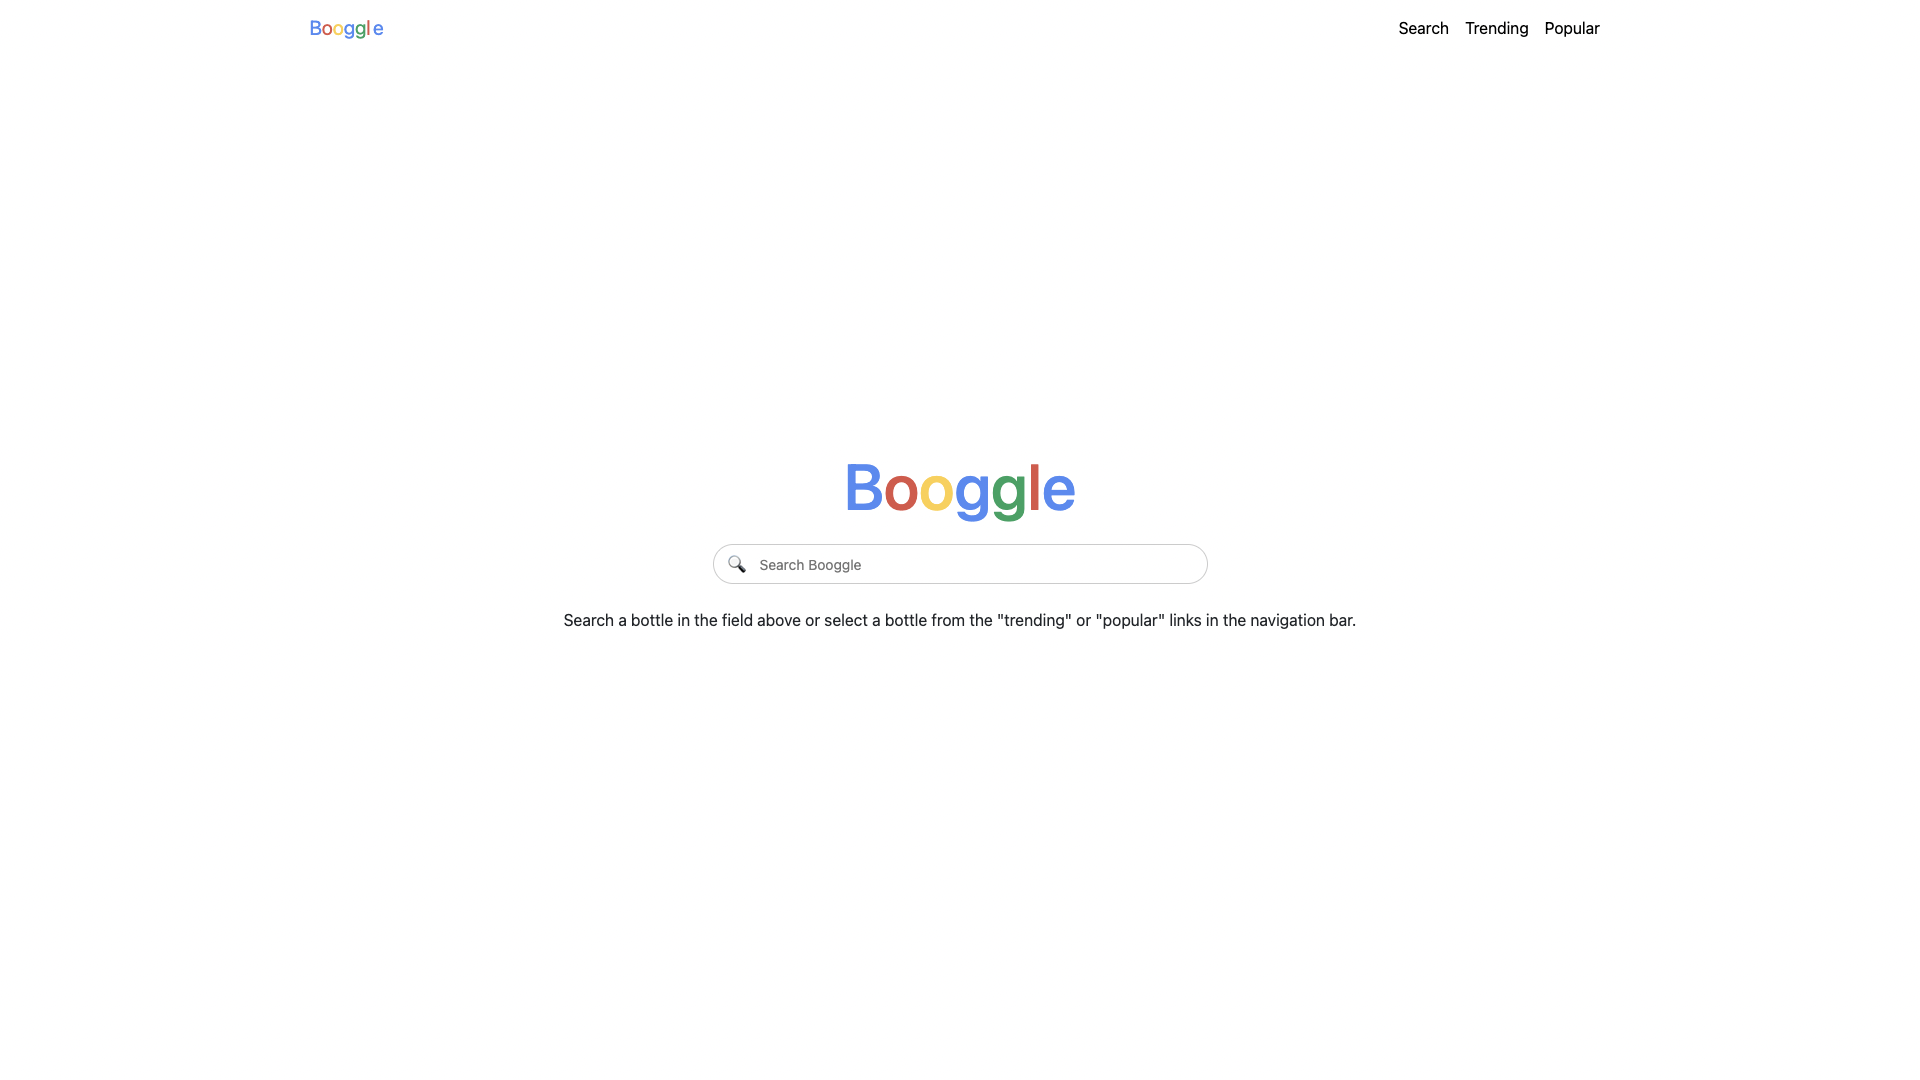 Booggle
Search Trending Popular
Booggle
Search Booggle
Search a bottle in the field above or select a bottle from the "trending" or "popular" links in the navigation bar.